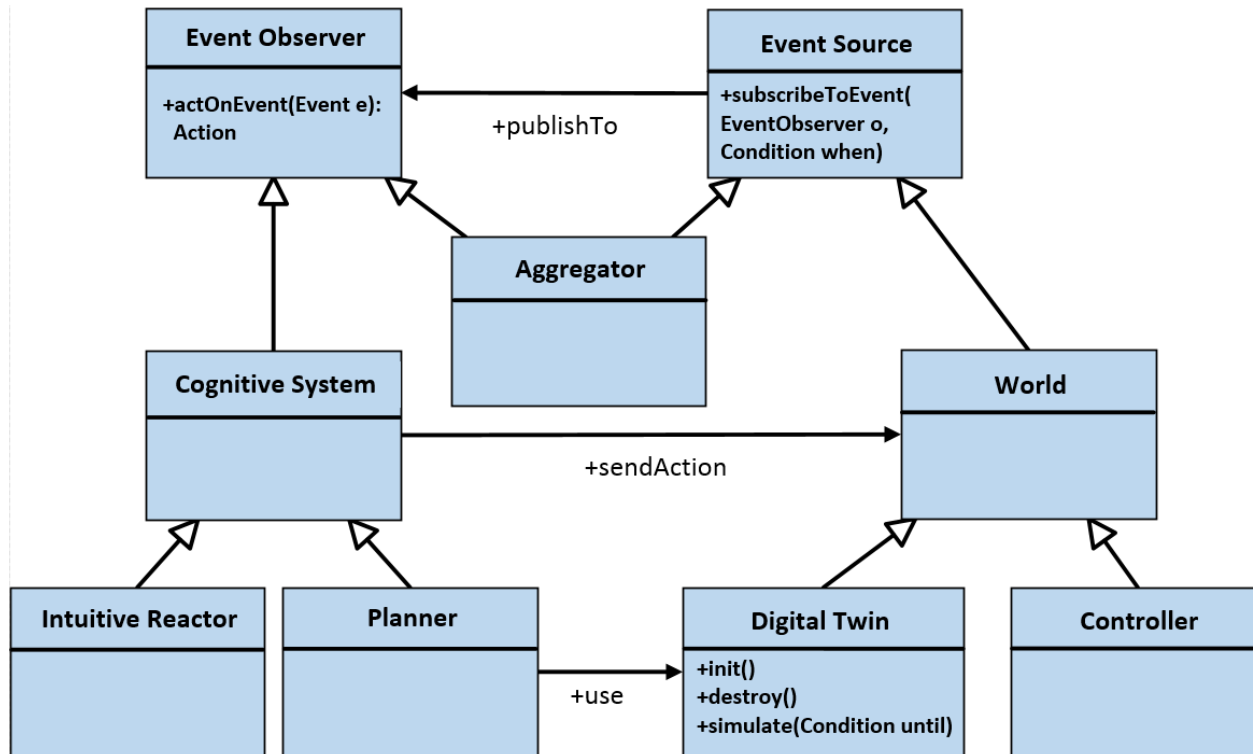 Event Observer
+actOnEvent(Event e):
Action
Event Source
+subscribeToEvent(
EventObserver o,
Condition when)
+publishTo
Aggregator
Cognitive System
World
+sendAction
Intuitive Reactor
Planner
+use
Digital Twin
+init()
+destroy()
+simulate(Condition until)
Controller